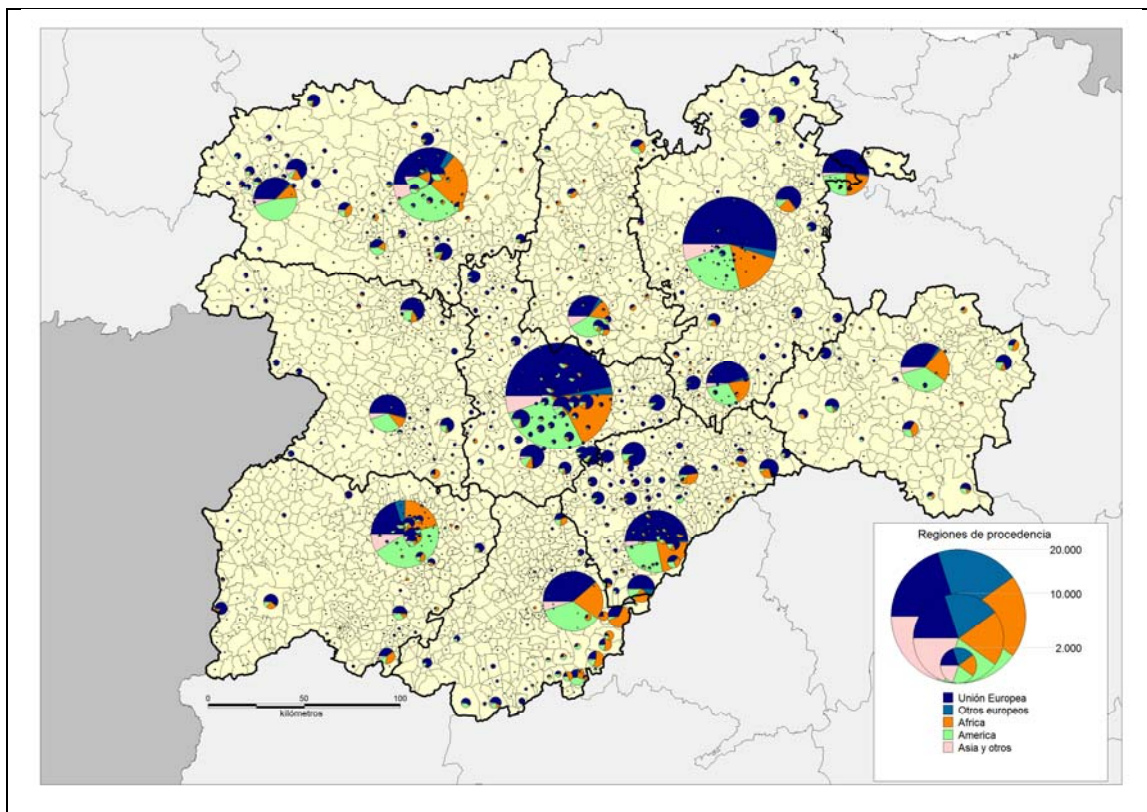 Regiones de procedencia
20.000
10.000
2.000
Unión Europea
Otros europeos
Africa
America
Asia y otros
0 50 100
kilómetros